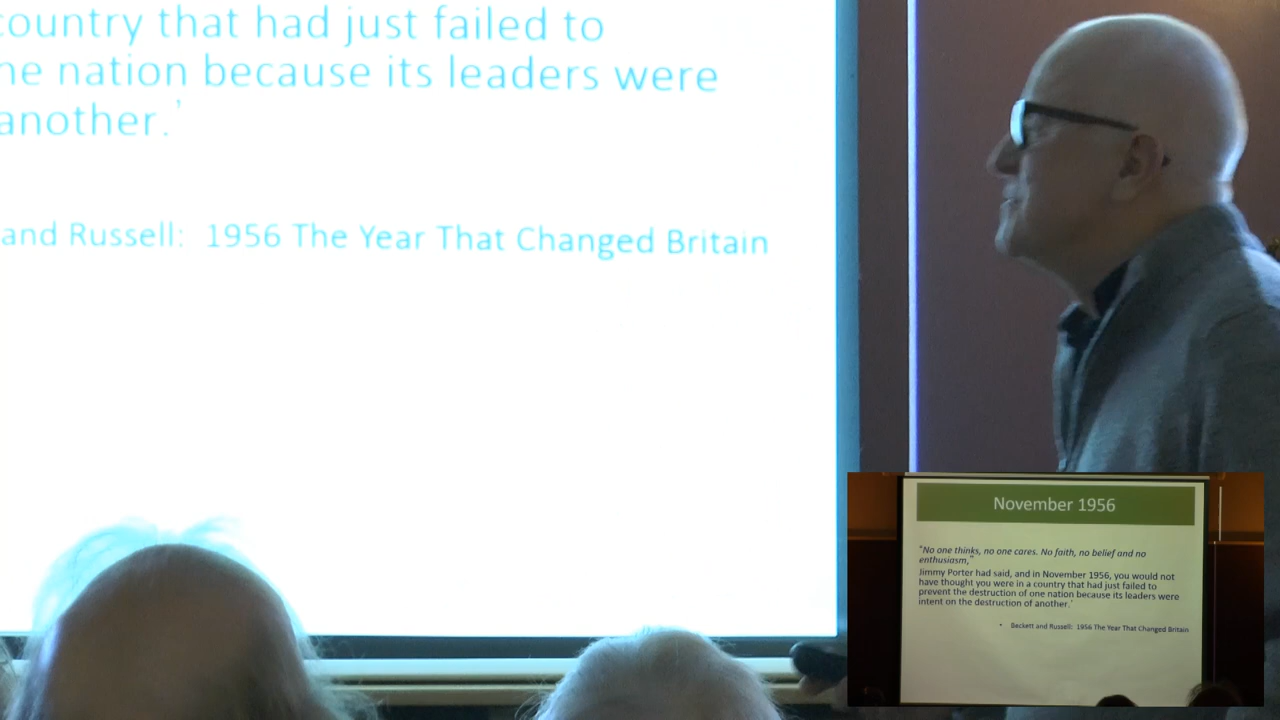 country that had just failed to
ne nation because its leaders were
another.'
and Russell: 1956 The Year That Changed Britain
November 1956
"No one thinks, no one cares. No faith, no belief and no
enthusiasm,"
Jimmy Porter had said, and in November 1956, you would not
have thought you were in a country that had just failed to
prevent the destruction of one nation because its leaders were
intent on the destruction of another.'
• Beckett and Russell: 1956 The Year That Changed Britain